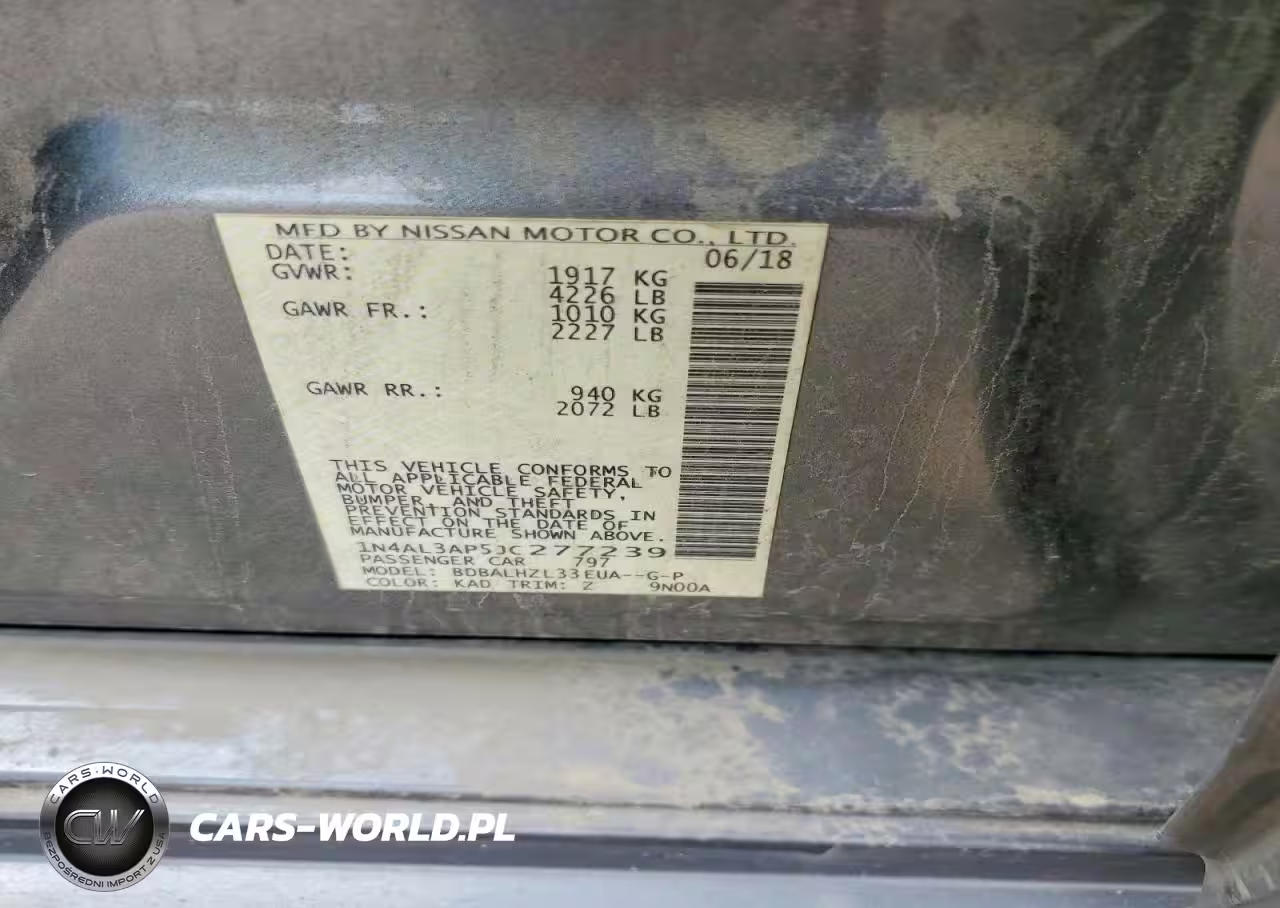 MFD BY NISSAN MOTOR CO., LTD.
DATE: 06/18
GVWR: 1917 KG
4226 LB
GAWR FR.: 1010 KG
2227 LB
GAWR RR.: 940 KG
2072 LB
THIS VEHICLE CONFORMS TO
ALL APPLICABLE FEDERAL
MOTOR VEHICLE SAFETY,
BUMPER, AND THEFT
PREVENTION STANDARDS IN
EFFECT ON THE DATE OF
MANUFACTURE SHOWN ABOVE.
1N4AL3AP5JC277239
PASSENGER CAR 797
MODEL: BDBALHZL33EUA--G-P
COLOR: KAD TRIM: Z 9N00A
CARS-WORLD
CW
BEZPOŚREDNI IMPORT Z USA
CARS-WORLD.PL